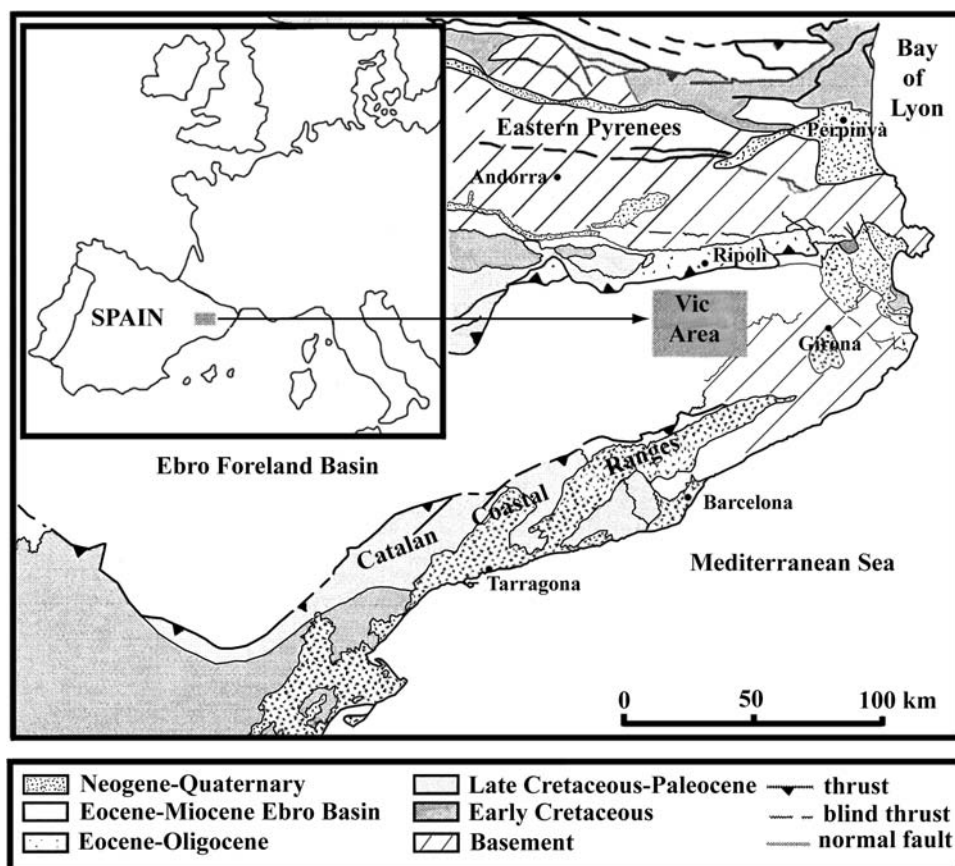 Bay
of
Lyon
Eastern Pyrenees
Perpinyà
Andorra
Ripoli
SPAIN
Vic
Area
Girona
Ebro Foreland Basin
Catalan
Coastal
Ranges
Barcelona
Mediterranean Sea
Tarragona
0 50 100 km
Neogene-Quaternary
Eocene-Miocene Ebro Basin
Eocene-Oligocene
Late Cretaceous-Paleocene
Early Cretaceous
Basement
thrust
blind thrust
normal fault